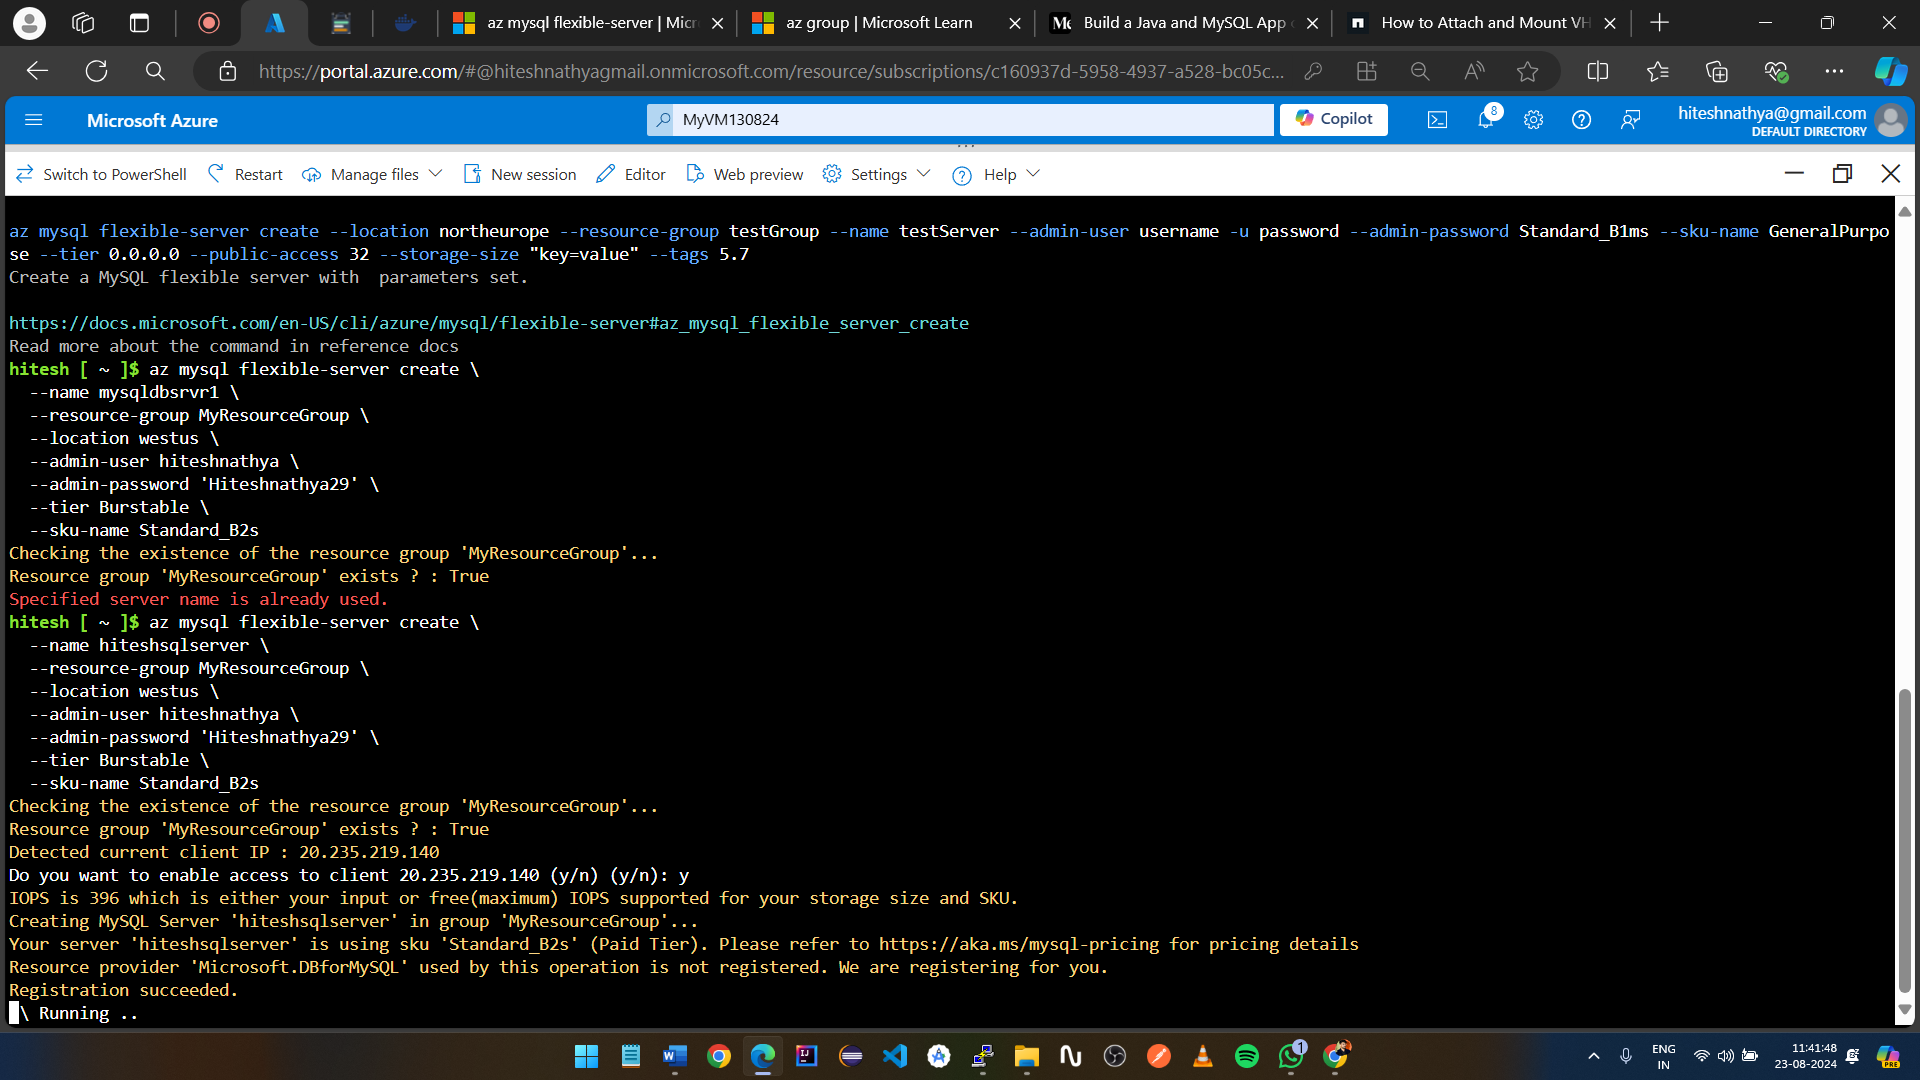 az mysql flexible-server | Micr
az group | Microsoft Learn
Build a Java and MySQL App
How to Attach and Mount VH
https://portal.azure.com/#@hiteshnathyagmail.onmicrosoft.com/resource/subscriptions/c160937d-5958-4937-a528-bc05c...
Microsoft Azure
MyVM130824
Copilot
8
hiteshnathya@gmail.com
DEFAULT DIRECTORY
Switch to PowerShell
Restart
Manage files
New session
Editor
Web preview
Settings
Help
az mysql flexible-server create --location northeurope --resource-group testGroup --name testServer --admin-user username -u password --admin-password Standard_B1ms --sku-name GeneralPurpo
se --tier 0.0.0.0 --public-access 32 --storage-size "key=value" --tags 5.7
Create a MySQL flexible server with  parameters set.
https://docs.microsoft.com/en-US/cli/azure/mysql/flexible-server#az_mysql_flexible_server_create
Read more about the command in reference docs
hitesh [ ~ ]$ az mysql flexible-server create \
--name mysqldbsrvr1 \
--resource-group MyResourceGroup \
--location westus \
--admin-user hiteshnathya \
--admin-password 'Hiteshnathya29' \
--tier Burstable \
--sku-name Standard_B2s
Checking the existence of the resource group 'MyResourceGroup'...
Resource group 'MyResourceGroup' exists ? : True
Specified server name is already used.
hitesh [ ~ ]$ az mysql flexible-server create \
--name hiteshsqlserver \
--resource-group MyResourceGroup \
--location westus \
--admin-user hiteshnathya \
--admin-password 'Hiteshnathya29' \
--tier Burstable \
--sku-name Standard_B2s
Checking the existence of the resource group 'MyResourceGroup'...
Resource group 'MyResourceGroup' exists ? : True
Detected current client IP : 20.235.219.140
Do you want to enable access to client 20.235.219.140 (y/n) (y/n): y
IOPS is 396 which is either your input or free(maximum) IOPS supported for your storage size and SKU.
Creating MySQL Server 'hiteshsqlserver' in group 'MyResourceGroup'...
Your server 'hiteshsqlserver' is using sku 'Standard_B2s' (Paid Tier). Please refer to https://aka.ms/mysql-pricing for pricing details
Resource provider 'Microsoft.DBforMySQL' used by this operation is not registered. We are registering for you.
Registration succeeded.
\ Running ..
1
ENG
IN
11:41:48
23-08-2024